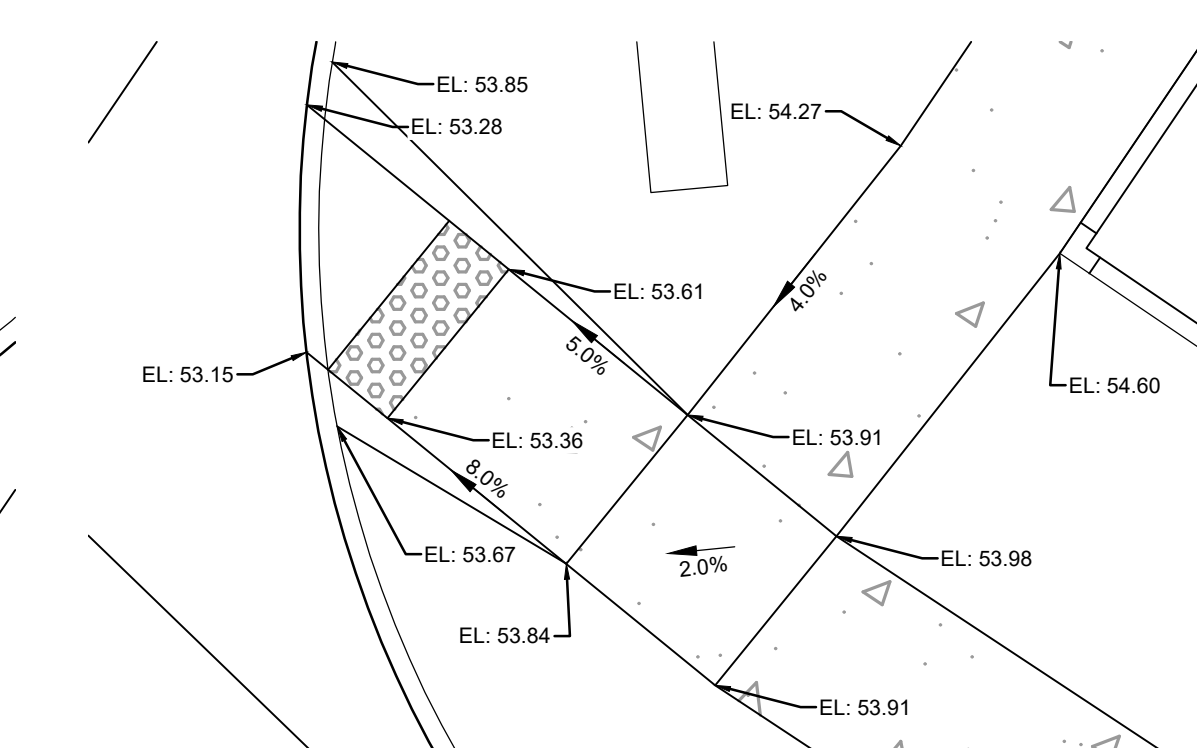 EL: 53.85
EL: 54.27
EL: 53.28
4.0%
EL: 53.61
5.0%
EL: 53.15
EL: 54.60
EL: 53.36
EL: 53.91
8.0%
EL: 53.67
EL: 53.98
2.0%
EL: 53.84
EL: 53.91